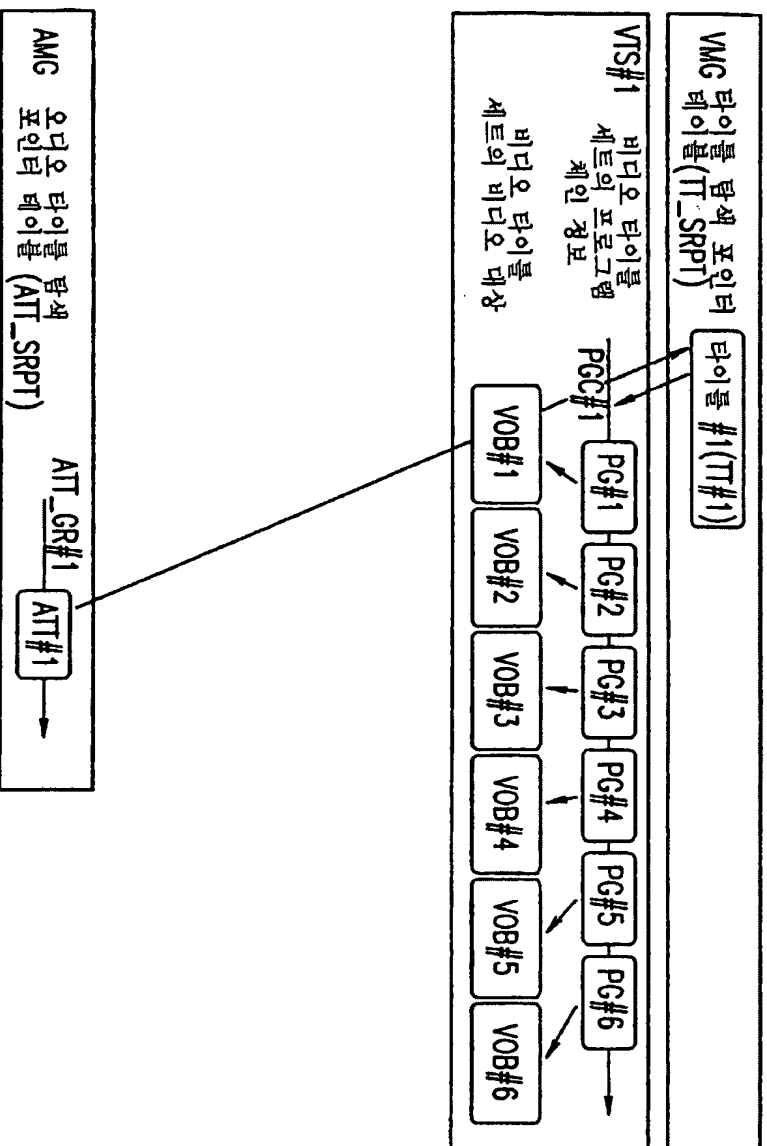 VMG 타이틀 탐색 포인터
테이블(TT_SRPT)
타이틀 #1(TT#1)
VTS#1
비디오 타이틀
세트의 프로그램
체인 정보
PGC#1
PG#1
PG#2
PG#3
PG#4
PG#5
PG#6
비디오 타이틀
세트의 비디오 대상
VOB#1
VOB#2
VOB#3
VOB#4
VOB#5
VOB#6
AMG 오디오 타이틀 탐색
포인터 테이블(ATT_SRPT)
ATT_GR#1
ATT#1